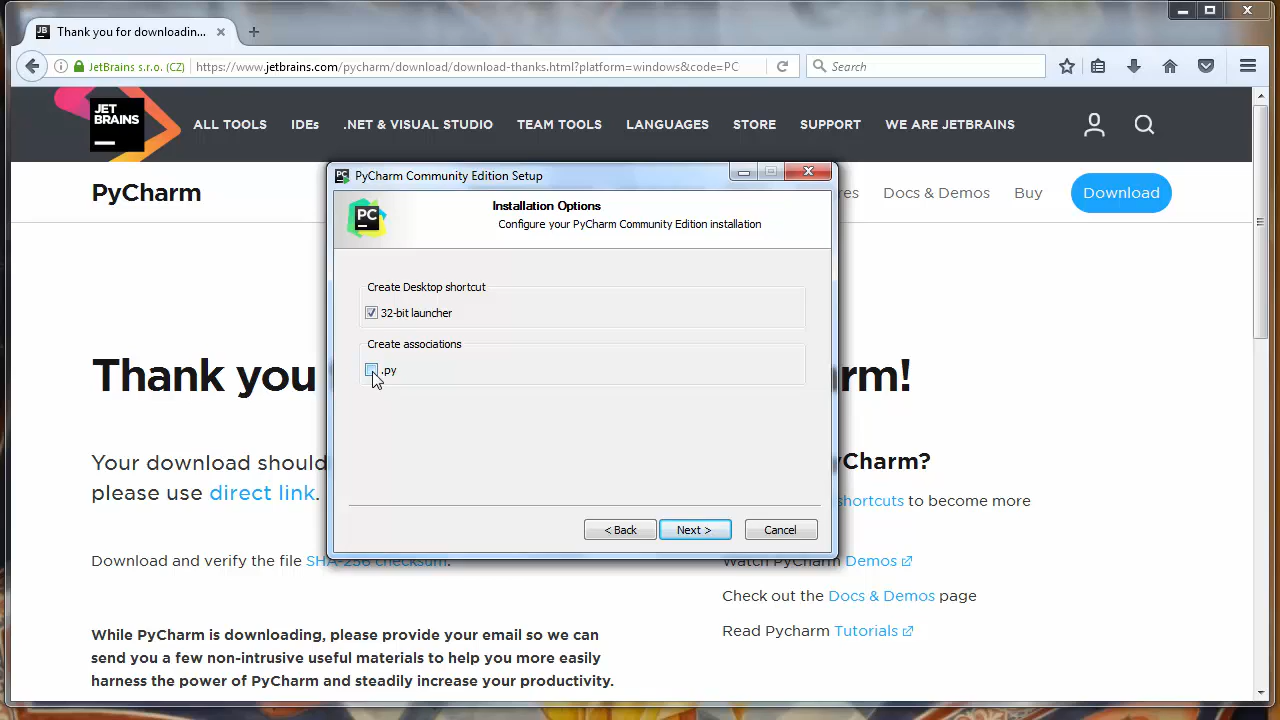 JB Thank you for downloadin...
JetBrains s.r.o. (CZ) https://www.jetbrains.com/pycharm/download/download-thanks.html?platform=windows&code=PC Search
JET
BRAINS
ALL TOOLS IDEs .NET & VISUAL STUDIO TEAM TOOLS LANGUAGES STORE SUPPORT WE ARE JETBRAINS
PyCharm
res Docs & Demos Buy Download
PC PyCharm Community Edition Setup
PC
Installation Options
Configure your PyCharm Community Edition installation
Create Desktop shortcut
32-bit launcher
Create associations
.py
< Back Next > Cancel
Thank you rm!
Your download should
please use direct link.
yCharm?
shortcuts to become more
Download and verify the file SHA-256 checksum.
Watch PyCharm Demos
Check out the Docs & Demos page
Read Pycharm Tutorials
While PyCharm is downloading, please provide your email so we can
send you a few non-intrusive useful materials to help you more easily
harness the power of PyCharm and steadily increase your productivity.